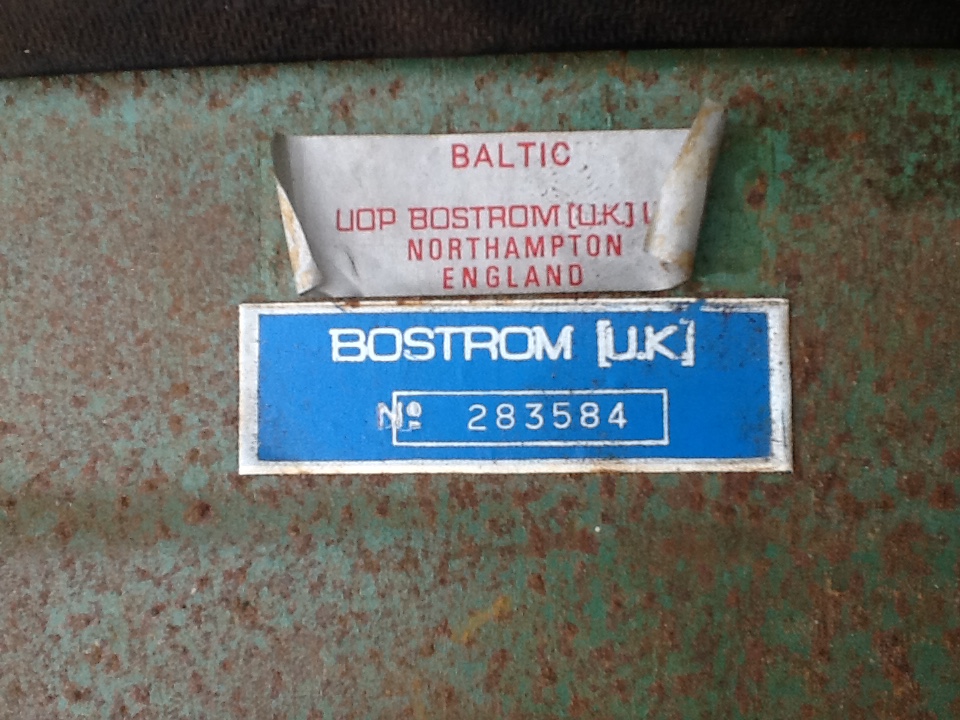 BALTIC
UOP BOSTROM [U.K]
NORTHAMPTON
ENGLAND
BOSTROM [U.K]
Nº 283584